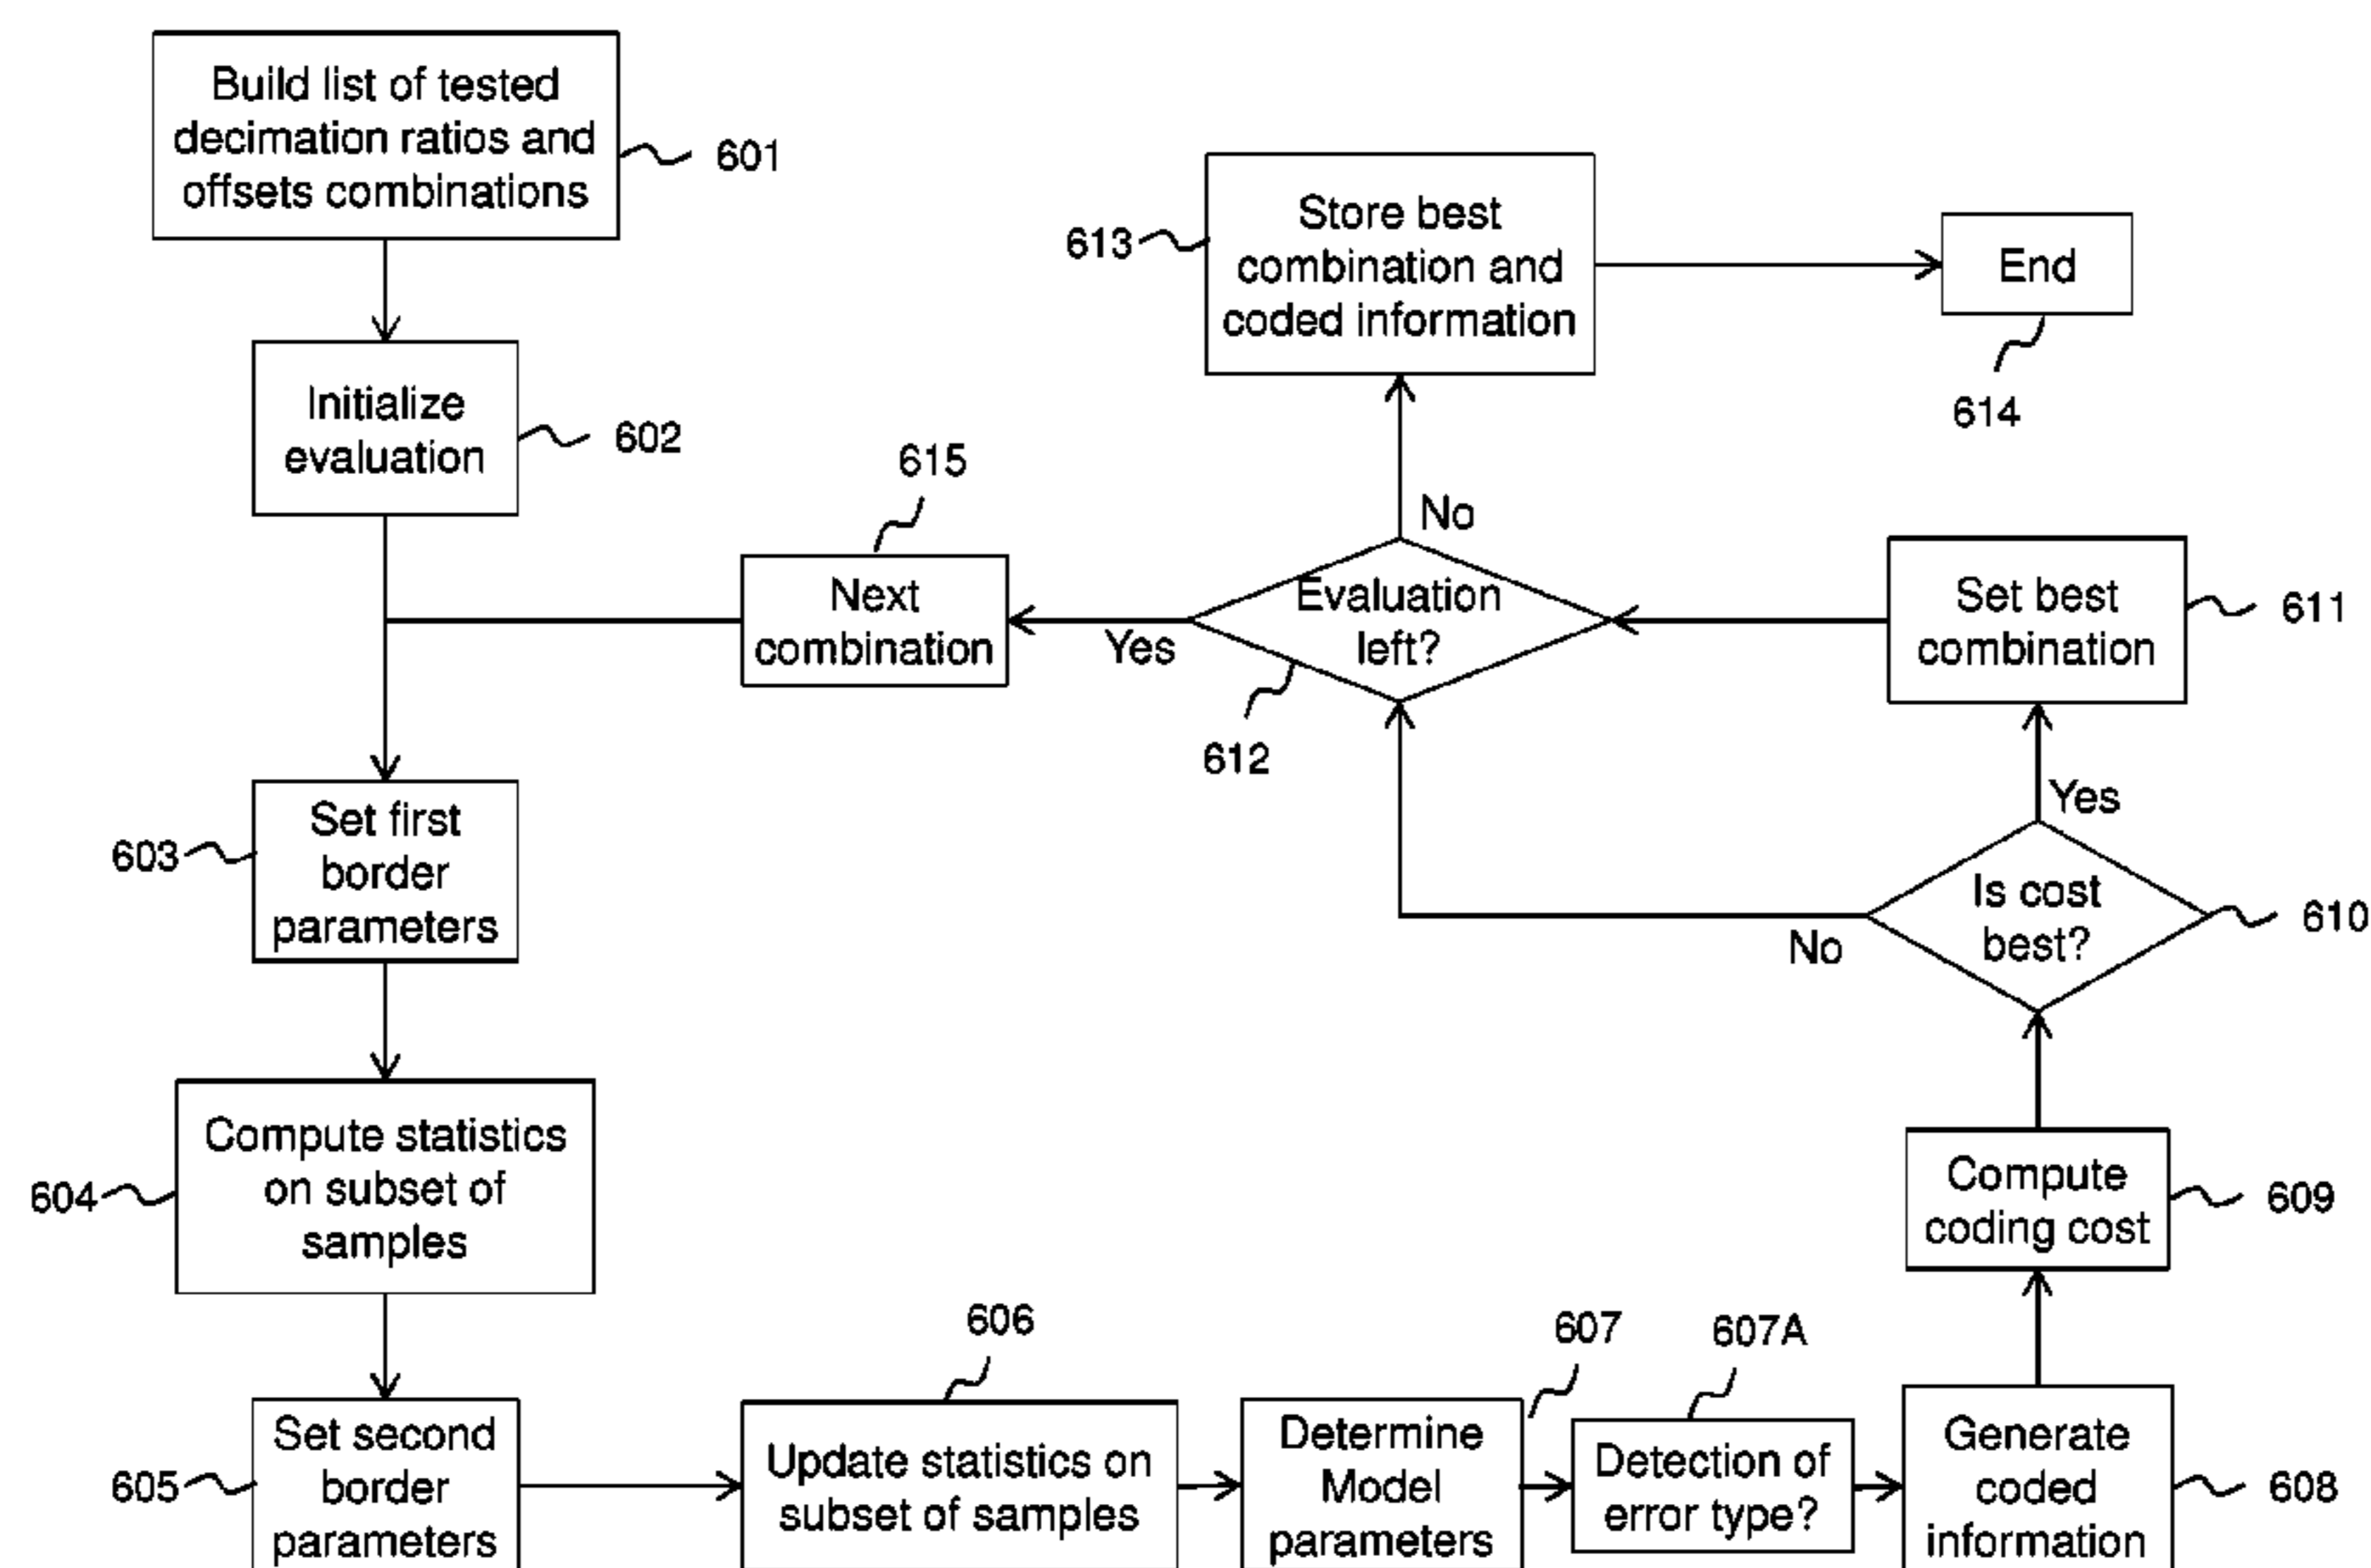 Build list of tested
decimation ratios and
offsets combinations
601
Initialize
evaluation
602
Set first
border
parameters
603
Compute statistics
on subset of
samples
604
Set second
border
parameters
605
606
Update statistics on
subset of samples
607
Determine
Model
parameters
607A
Detection of
error type?
Generate
coded
information
608
Compute
coding cost
609
Is cost
best?
610
Yes
No
Set best
combination
611
Evaluation
left?
612
Yes
No
615
Next
combination
613
Store best
combination and
coded information
End
614